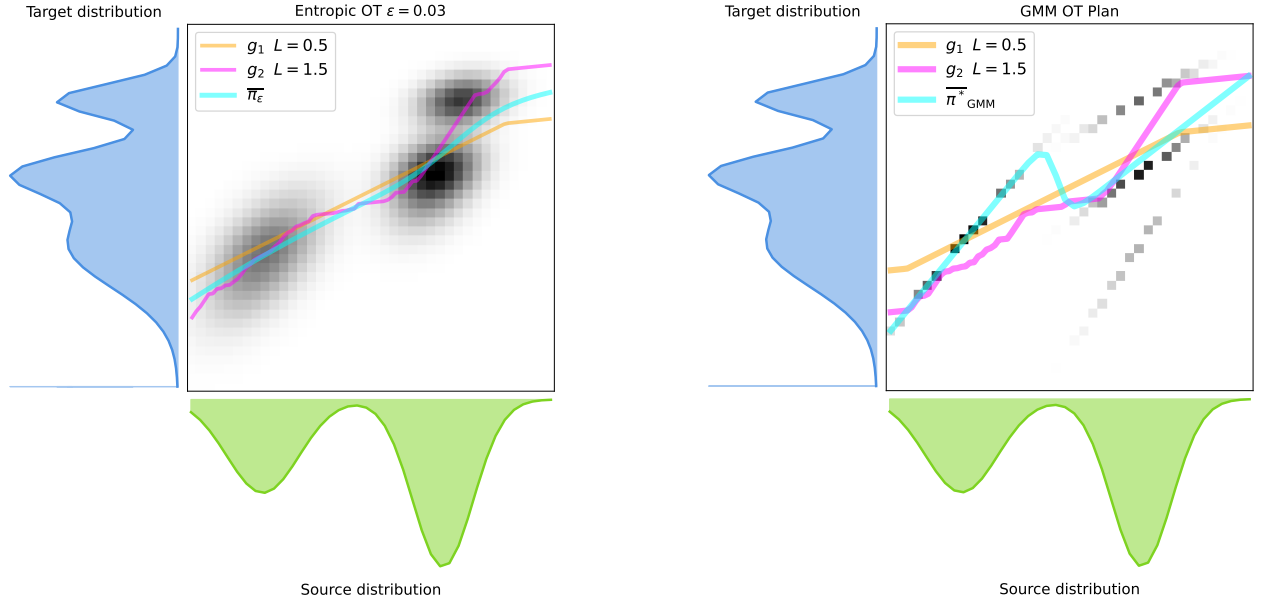 Target distribution
Entropic OT ε = 0.03
g₁ L = 0.5
g₂ L = 1.5
π̅_ε
Source distribution
Target distribution
GMM OT Plan
g₁ L = 0.5
g₂ L = 1.5
π̅*_GMM
Source distribution